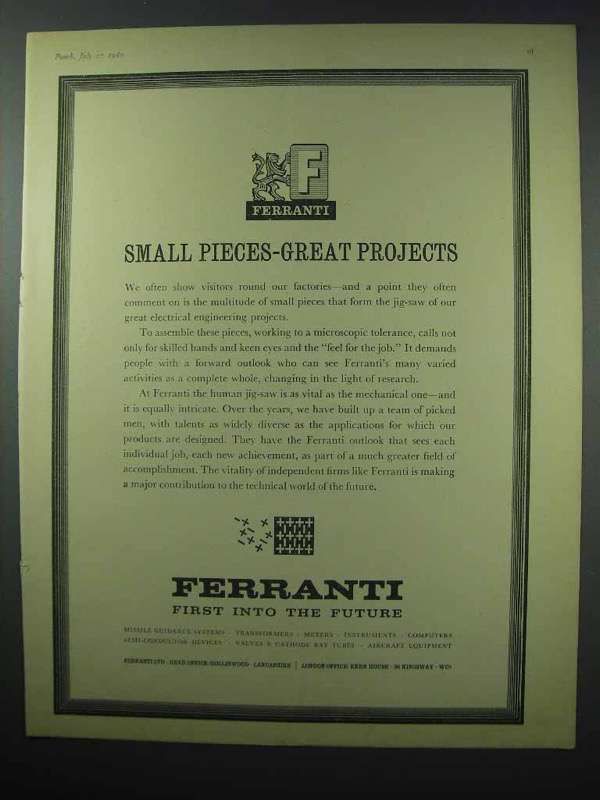 Punch, July 27 1960
F
FERRANTI
SMALL PIECES-GREAT PROJECTS
We often show visitors round our factories—and a point they often
comment on is the multitude of small pieces that form the jig-saw of our
great electrical engineering projects.
To assemble these pieces, working to a microscopic tolerance, calls not
only for skilled hands and keen eyes and the "feel for the job." It demands
people with a forward outlook who can see Ferranti's many varied
activities as a complete whole, changing in the light of research.
At Ferranti the human jig-saw is as vital as the mechanical one—and
it is equally intricate. Over the years, we have built up a team of picked
men, with talents as widely diverse as the applications for which our
products are designed. They have the Ferranti outlook that sees each
individual job, each new achievement, as part of a much greater field of
accomplishment. The vitality of independent firms like Ferranti is making
a major contribution to the technical world of the future.
FERRANTI
FIRST INTO THE FUTURE
MISSILE GUIDANCE SYSTEMS · TRANSFORMERS · METERS · INSTRUMENTS · COMPUTERS
SEMI-CONDUCTOR DEVICES · VALVES & CATHODE RAY TUBES · AIRCRAFT EQUIPMENT
FERRANTI LTD · HEAD OFFICE: HOLLINWOOD · LANCASHIRE | LONDON OFFICE: KERN HOUSE · 36 KINGSWAY · WC2